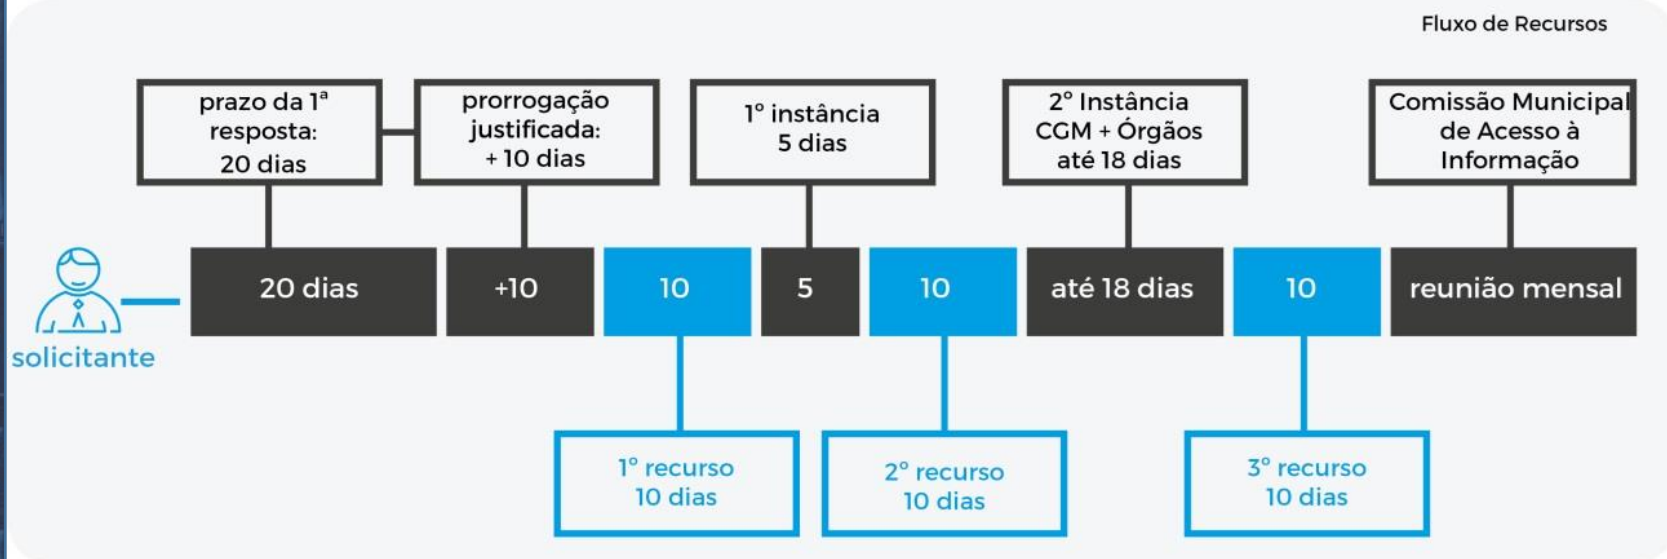 Fluxo de Recursos
prazo da 1ª
resposta:
20 dias
prorrogação
justificada:
+ 10 dias
1º instância
5 dias
2º Instância
CGM + Órgãos
até 18 dias
Comissão Municipal
de Acesso à
Informação
20 dias
+10
10
5
10
até 18 dias
10
reunião mensal
solicitante
1º recurso
10 dias
2º recurso
10 dias
3º recurso
10 dias